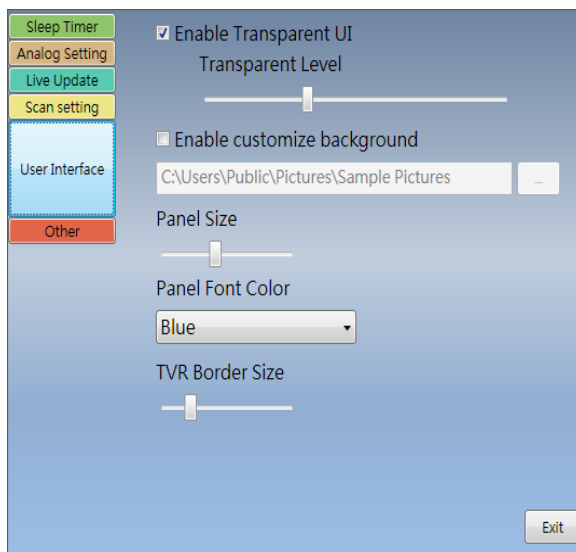 Sleep Timer
Analog Setting
Live Update
Scan setting
User Interface
Other
Enable Transparent UI
Transparent Level
Enable customize background
C:\Users\Public\Pictures\Sample Pictures
...
Panel Size
Panel Font Color
Blue
TVR Border Size
Exit